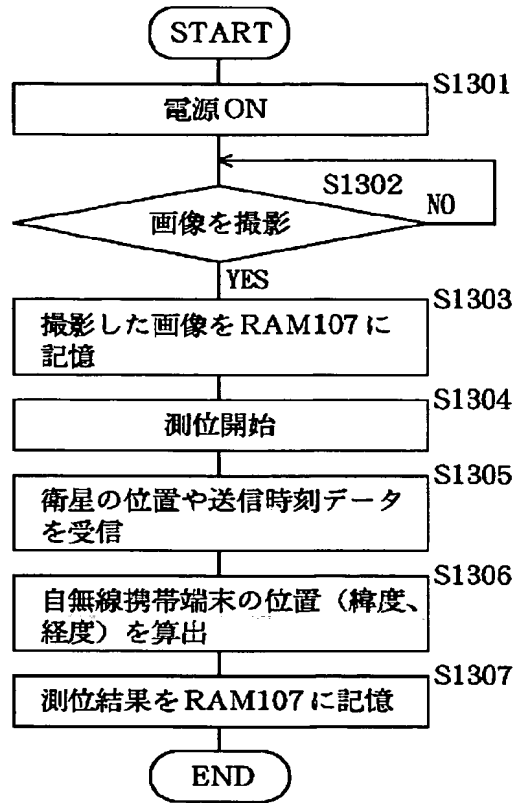 START
S1301
電源ON
S1302
画像を撮影
NO
YES
S1303
撮影した画像をRAM107に
記憶
S1304
測位開始
S1305
衛星の位置や送信時刻データ
を受信
S1306
自無線携帯端末の位置（緯度、
経度）を算出
S1307
測位結果をRAM107に記憶
END